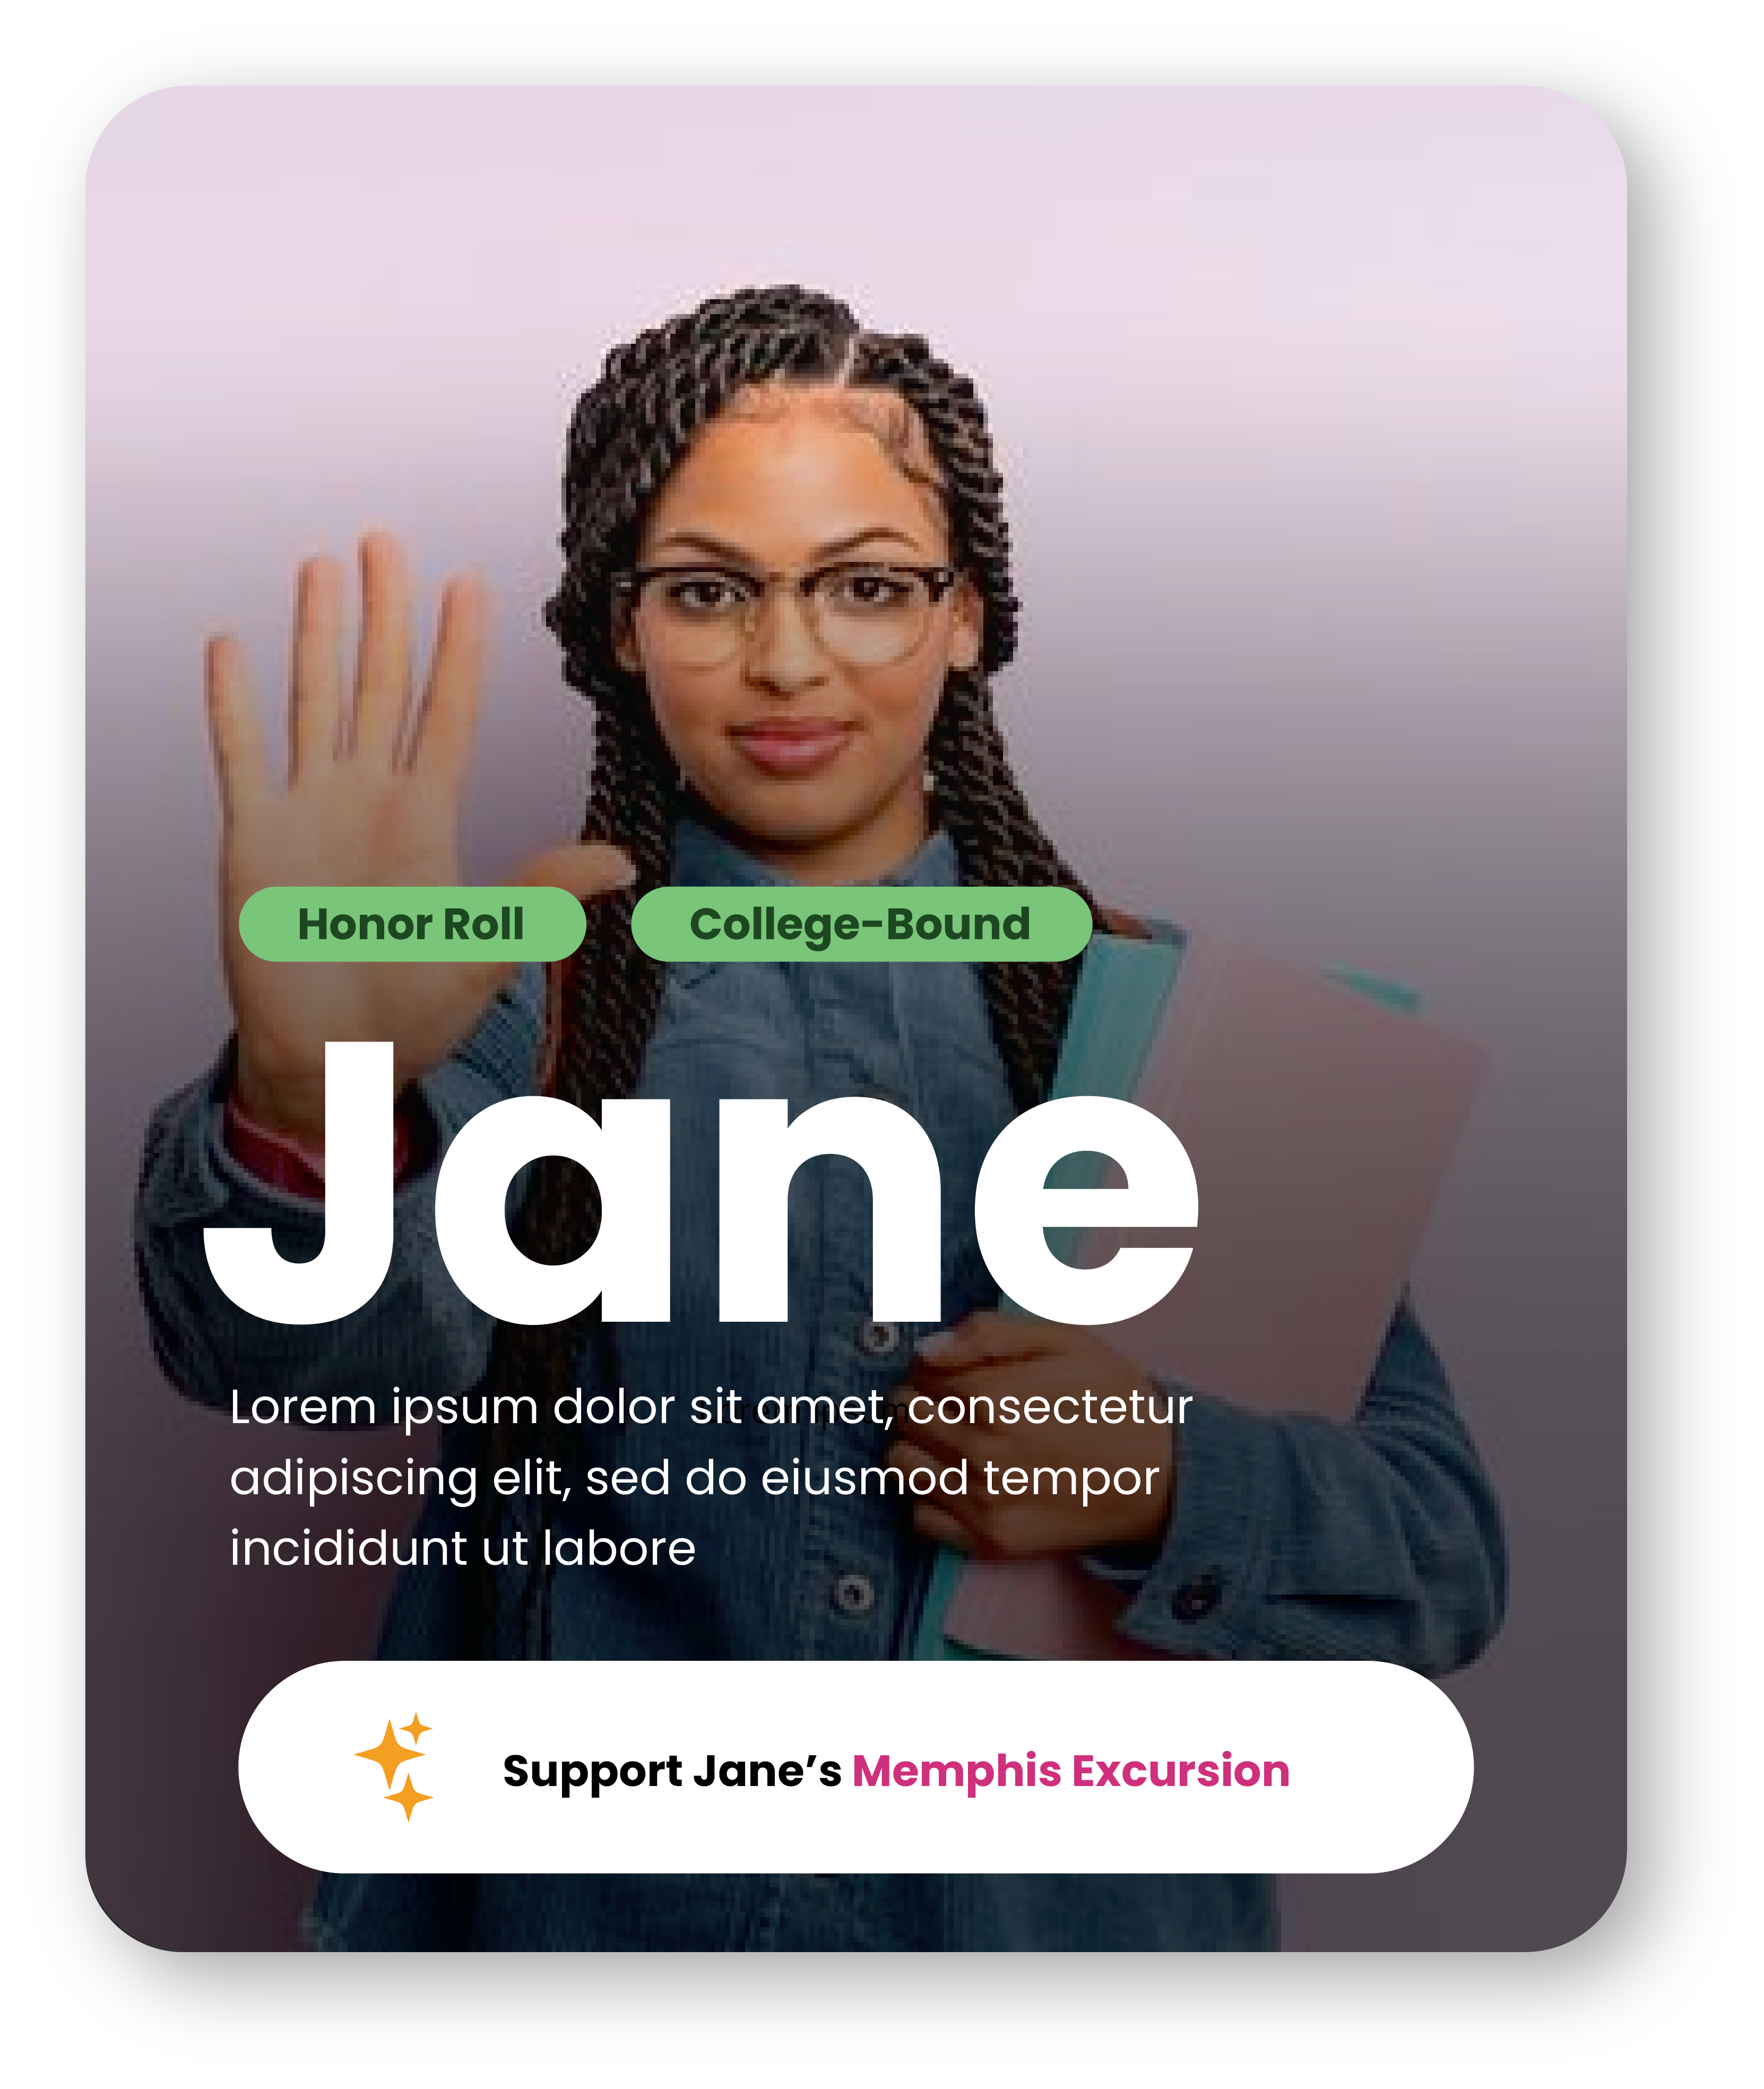 Honor Roll
College-Bound
Jane
Lorem ipsum dolor sit amet, consectetur
adipiscing elit, sed do eiusmod tempor
incididunt ut labore
Support Jane’s Memphis Excursion